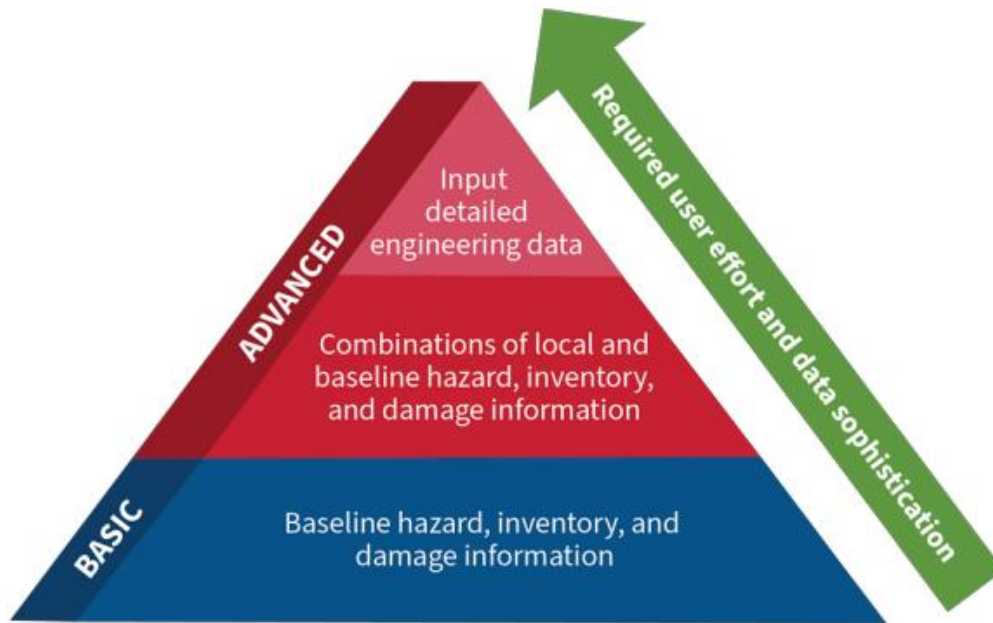 Input
detailed
engineering data
ADVANCED
Combinations of local and
baseline hazard, inventory,
and damage information
BASIC
Baseline hazard, inventory, and
damage information
Required user effort and data sophistication